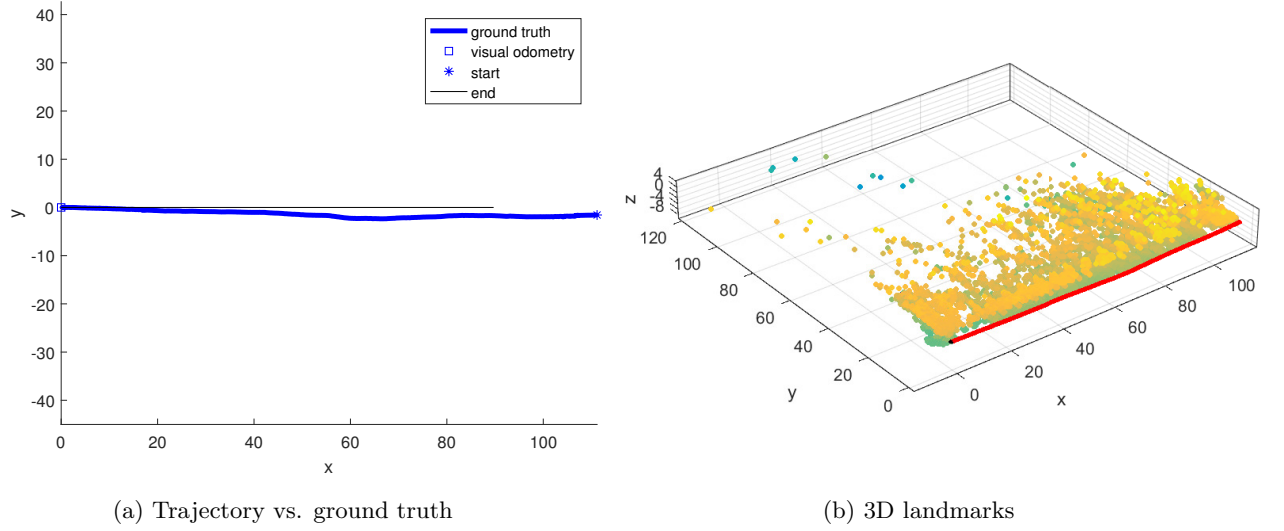 40
30
20
10
0
-10
-20
-30
-40
y
0 20 40 60 80 100
x
ground truth
visual odometry
start
end
(a) Trajectory vs. ground truth
z
4
0
-4
-8
120
100
80
60
40
20
0
y
0
20
40
60
80
100
x
(b) 3D landmarks